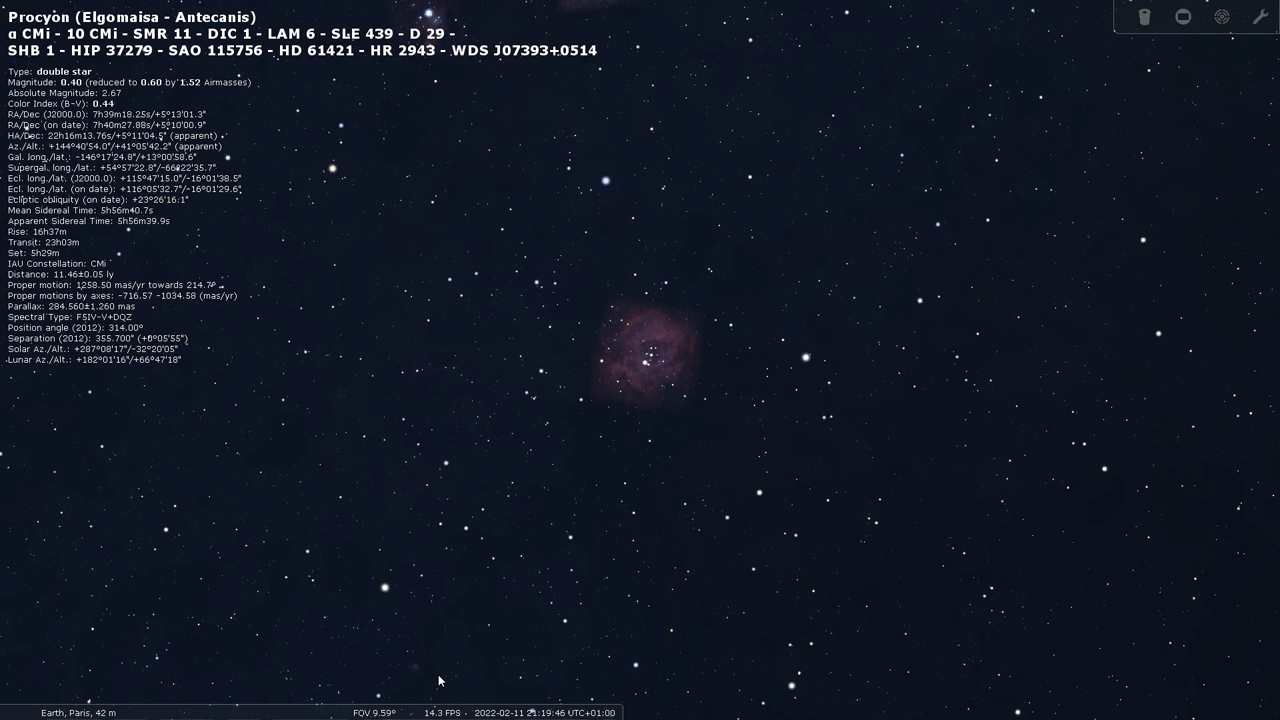 Procyon (Elgomaisa - Antecanis)
α CMi - 10 CMi - SMR 11 - DIC 1 - LAM 6 - SLE 439 - D 29 -
SHB 1 - HIP 37279 - SAO 115756 - HD 61421 - HR 2943 - WDS J07393+0514
Type: double star
Magnitude: 0.40 (reduced to 0.60 by 1.52 Airmasses)
Absolute Magnitude: 2.67
Color Index (B-V): 0.44
RA/Dec (J2000.0): 7h39m18.25s/+5°13'01.3"
RA/Dec (on date): 7h40m27.88s/+5°10'00.9"
HA/Dec: 22h16m13.76s/+5°11'04.5" (apparent)
Az./Alt.: +144°40'54.0"/+41°05'42.2" (apparent)
Gal. long./lat.: -146°17'24.8"/+13°00'58.6"
Supergal. long./lat.: +54°57'22.8"/-66°22'35.7"
Ecl. long./lat. (J2000.0): +115°47'15.0"/-16°01'38.5"
Ecl. long./lat. (on date): +116°05'32.7"/-16°01'29.6"
Ecliptic obliquity (on date): +23°26'16.1"
Mean Sidereal Time: 5h56m40.7s
Apparent Sidereal Time: 5h56m39.9s
Rise: 16h37m
Transit: 23h03m
Set: 5h29m
IAU Constellation: CMi
Distance: 11.46±0.05 ly
Proper motion: 1258.50 mas/yr towards 214.7°
Proper motions by axes: -716.57 -1034.58 (mas/yr)
Parallax: 284.560±1.260 mas
Spectral Type: F5IV-V+DQZ
Position angle (2012): 314.00°
Separation (2012): 355.700" (+0°05'55")
Solar Az./Alt.: +287°08'17"/-32°20'05"
Lunar Az./Alt.: +182°01'16"/+66°47'18"
Earth, Paris, 42 m FOV 9.59° 14.3 FPS 2022-02-11 21:19:46 UTC+01:00